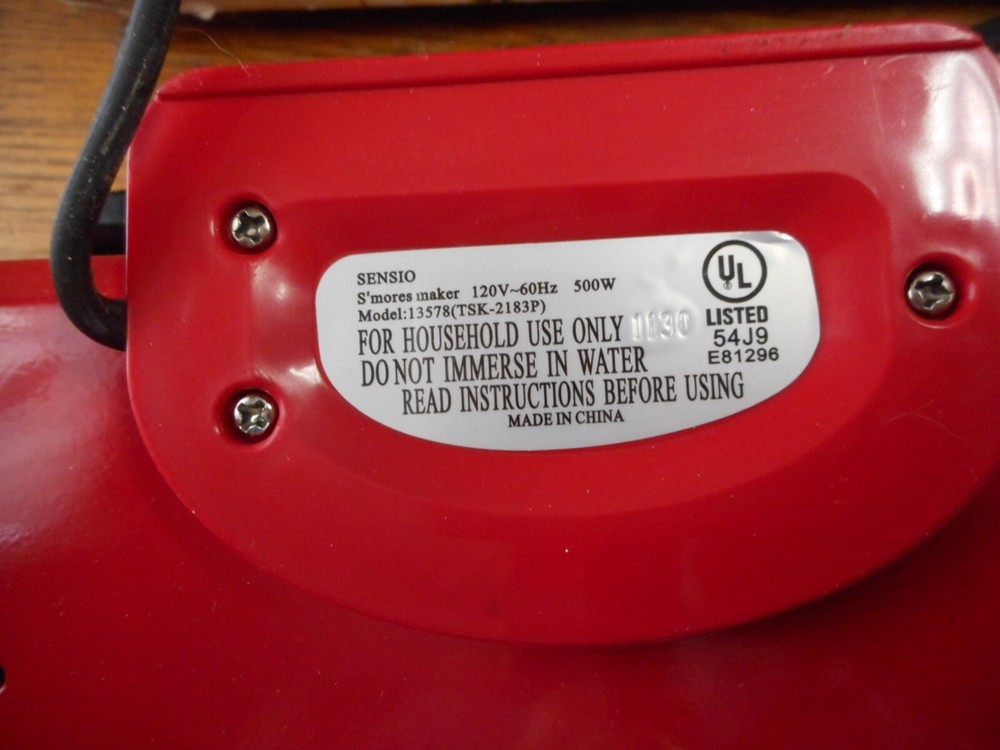 SENSIO
S'mores maker 120V~60Hz 500W
Model:13578(TSK-2183P)
FOR HOUSEHOLD USE ONLY 1130
DO NOT IMMERSE IN WATER
READ INSTRUCTIONS BEFORE USING
MADE IN CHINA
UL
LISTED
54J9
E81296